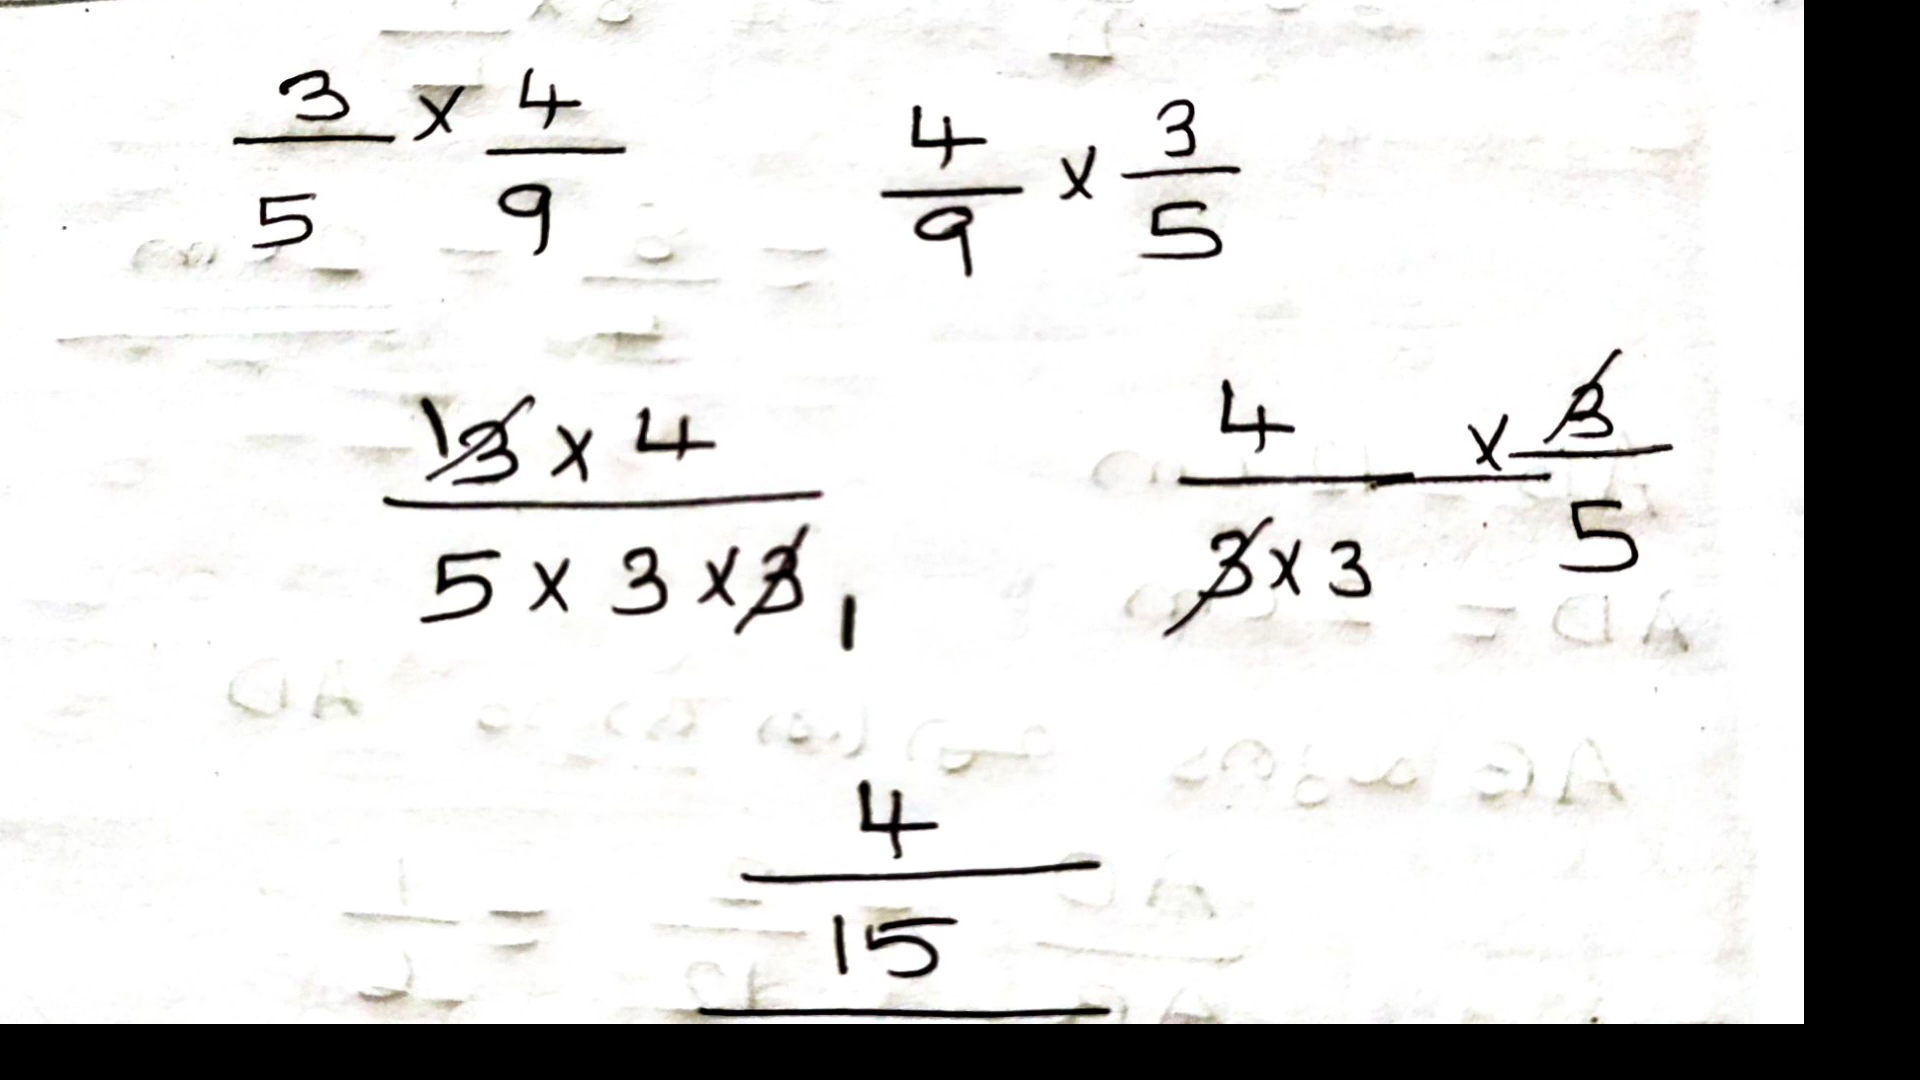 3/5 × 4/9
4/9 × 3/5
1 3 × 4 / 5 × 3 × 3 1
4 / 3 × 3 × 3 / 5
4/15